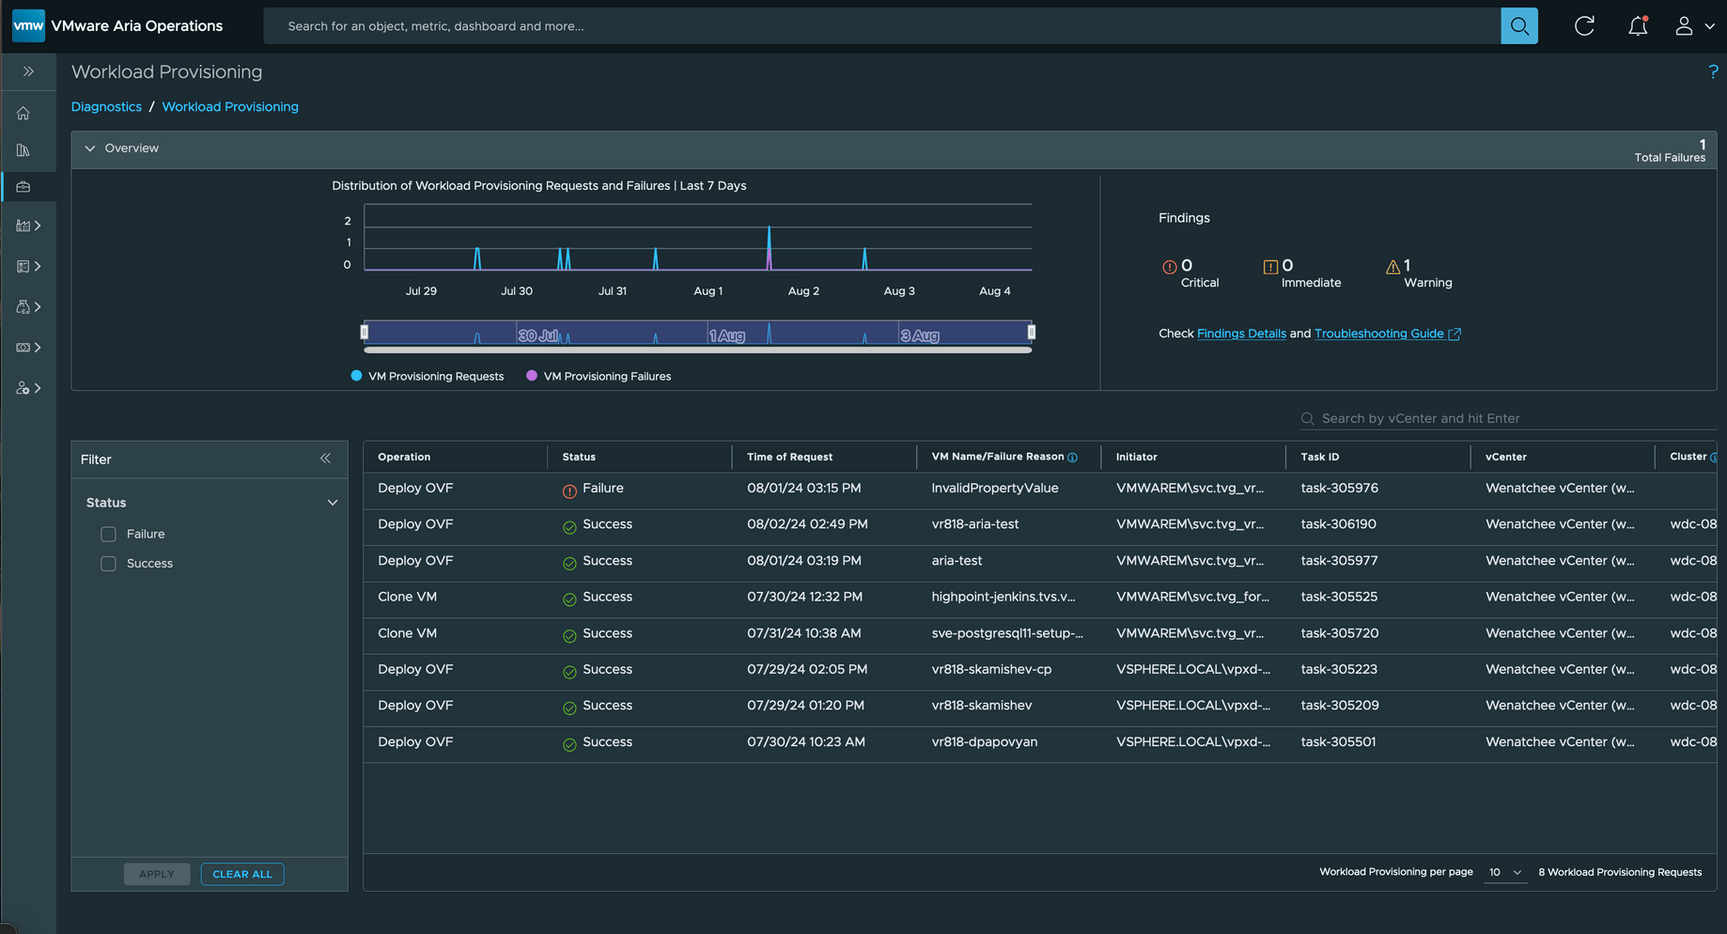 vmw VMware Aria Operations
Search for an object, metric, dashboard and more...
Workload Provisioning
?
Diagnostics / Workload Provisioning
Overview
1
Total Failures
Distribution of Workload Provisioning Requests and Failures | Last 7 Days
2
1
0
Jul 29 Jul 30 Jul 31 Aug 1 Aug 2 Aug 3 Aug 4
30 Jul 1 Aug 3 Aug
VM Provisioning Requests VM Provisioning Failures
Findings
0 Critical
0 Immediate
1 Warning
Check Findings Details and Troubleshooting Guide
Search by vCenter and hit Enter
Filter
Status
Failure
Success
APPLY CLEAR ALL
Operation Status Time of Request VM Name/Failure Reason Initiator Task ID vCenter Cluster
Deploy OVF Failure 08/01/24 03:15 PM InvalidPropertyValue VMWAREM\svc.tvg_vr... task-305976 Wenatchee vCenter (w...
Deploy OVF Success 08/02/24 02:49 PM vr818-aria-test VMWAREM\svc.tvg_vr... task-306190 Wenatchee vCenter (w... wdc-08
Deploy OVF Success 08/01/24 03:19 PM aria-test VMWAREM\svc.tvg_vr... task-305977 Wenatchee vCenter (w... wdc-08
Clone VM Success 07/30/24 12:32 PM highpoint-jenkins.tvs.v... VMWAREM\svc.tvg_for... task-305525 Wenatchee vCenter (w... wdc-08
Clone VM Success 07/31/24 10:38 AM sve-postgresql11-setup-... VMWAREM\svc.tvg_vr... task-305720 Wenatchee vCenter (w... wdc-08
Deploy OVF Success 07/29/24 02:05 PM vr818-skamishev-cp VSPHERE.LOCAL\vpxd-... task-305223 Wenatchee vCenter (w... wdc-08
Deploy OVF Success 07/29/24 01:20 PM vr818-skamishev VSPHERE.LOCAL\vpxd-... task-305209 Wenatchee vCenter (w... wdc-08
Deploy OVF Success 07/30/24 10:23 AM vr818-dpapovyan VSPHERE.LOCAL\vpxd-... task-305501 Wenatchee vCenter (w... wdc-08
Workload Provisioning per page 10 8 Workload Provisioning Requests